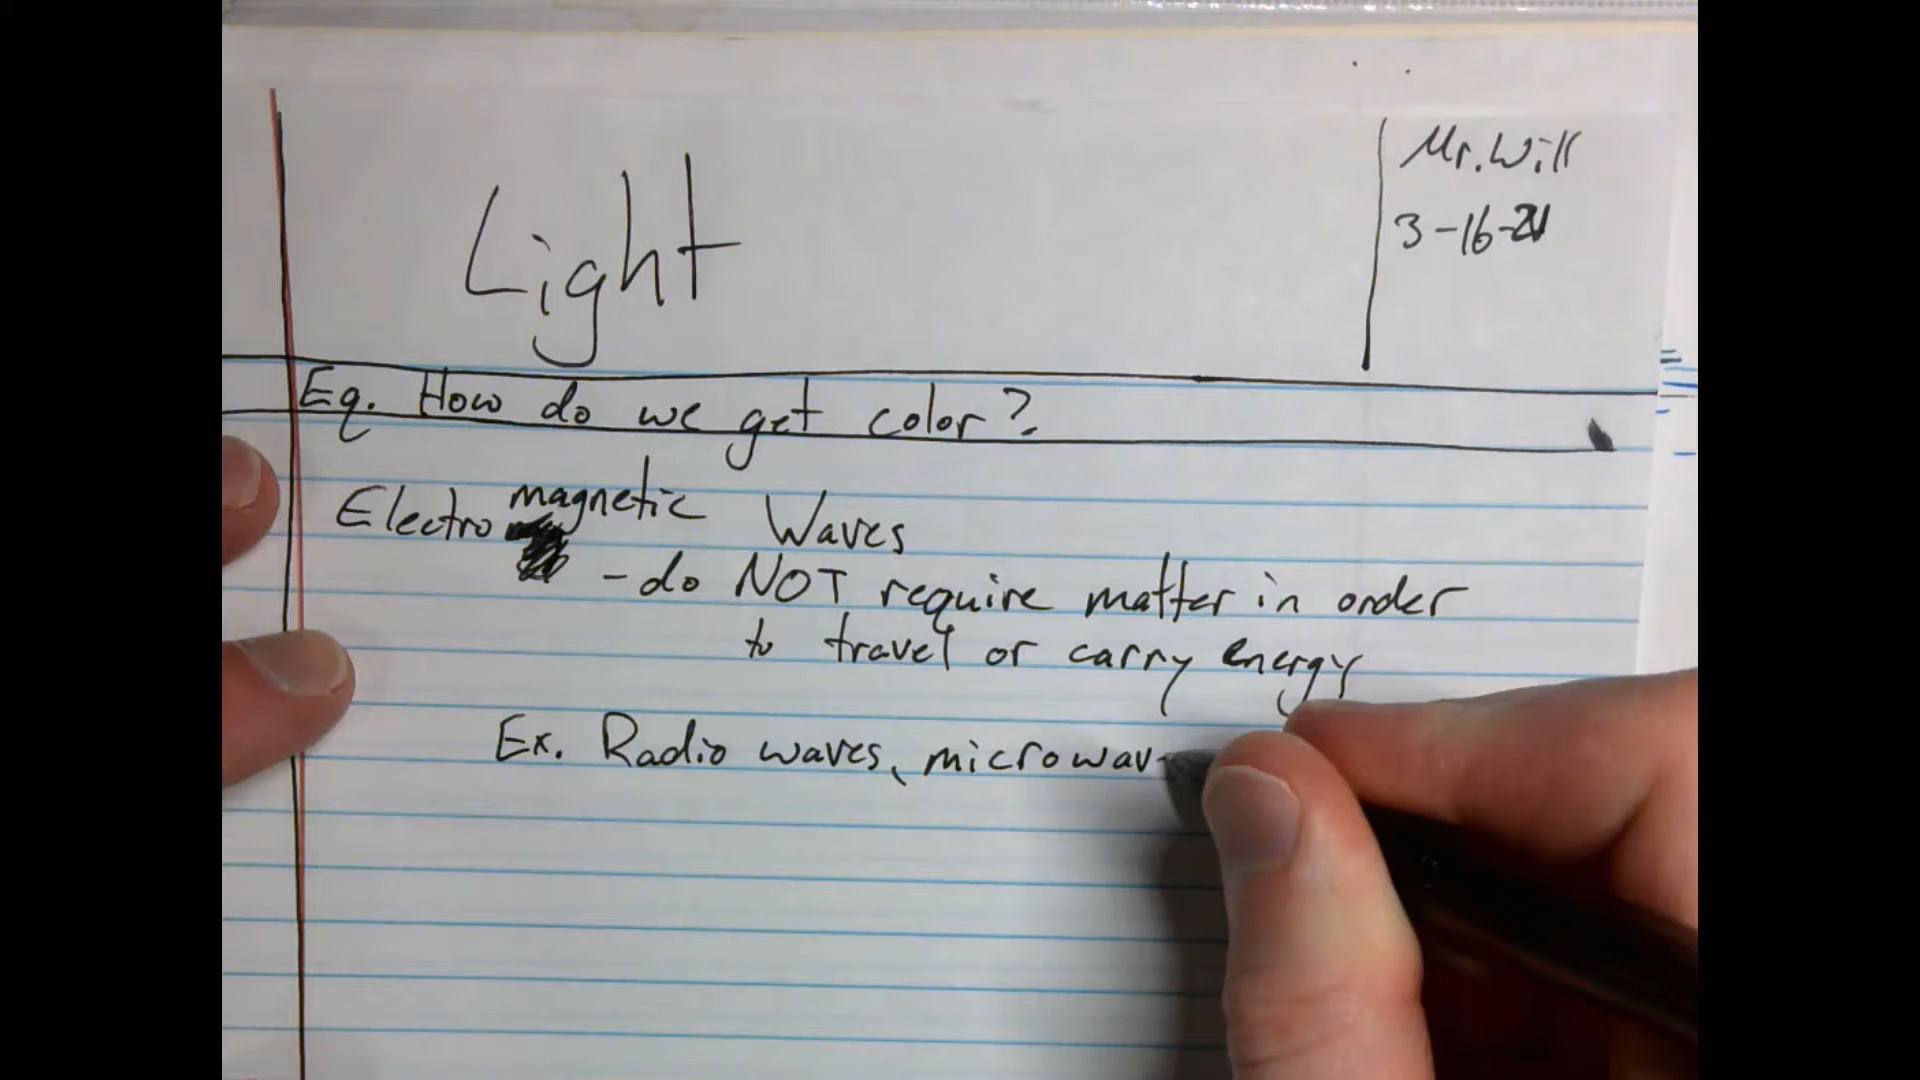 Mr. Will
3-16-21
Light
Eq. How do we get color?
Electromagnetic Waves
- do NOT require matter in order
to travel or carry energy
Ex. Radio waves, microwav